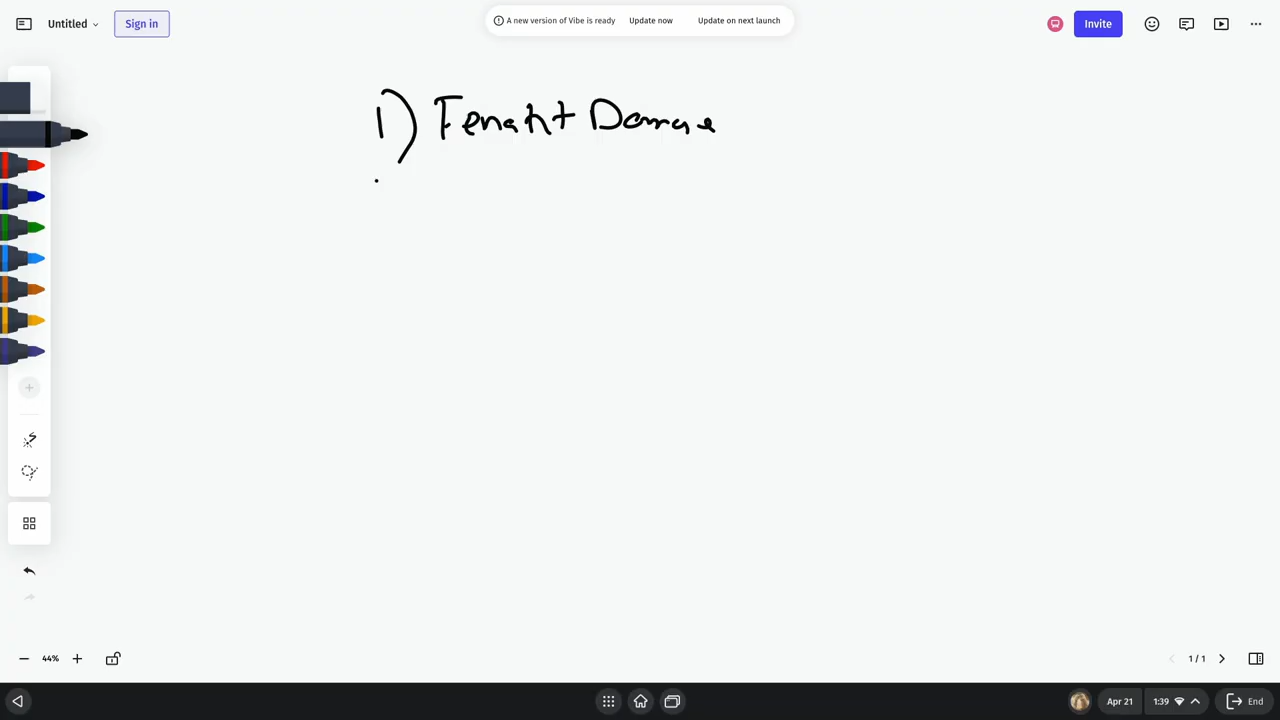 Untitled
Sign in
A new version of Vibe is ready Update now Update on next launch
Invite
1) Tenant Damage
44%
1 / 1
Apr 21
1:39
End